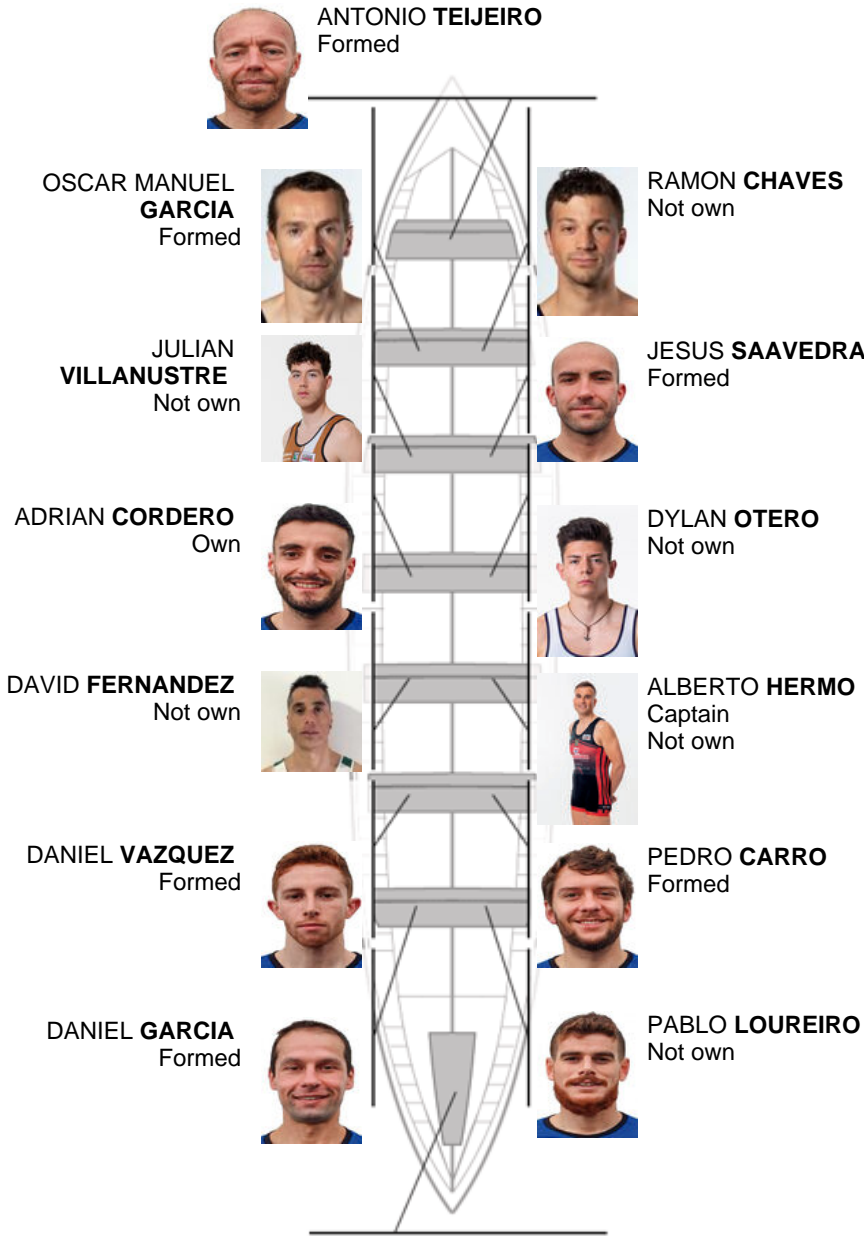 ANTONIO TEIJEIRO
Formed
OSCAR MANUEL
GARCIA
Formed
RAMON CHAVES
Not own
JULIAN
VILLANUSTRE
Not own
JESUS SAAVEDRA
Formed
ADRIAN CORDERO
Own
DYLAN OTERO
Not own
DAVID FERNANDEZ
Not own
ALBERTO HERMO
Captain
Not own
DANIEL VAZQUEZ
Formed
PEDRO CARRO
Formed
DANIEL GARCIA
Formed
PABLO LOUREIRO
Not own